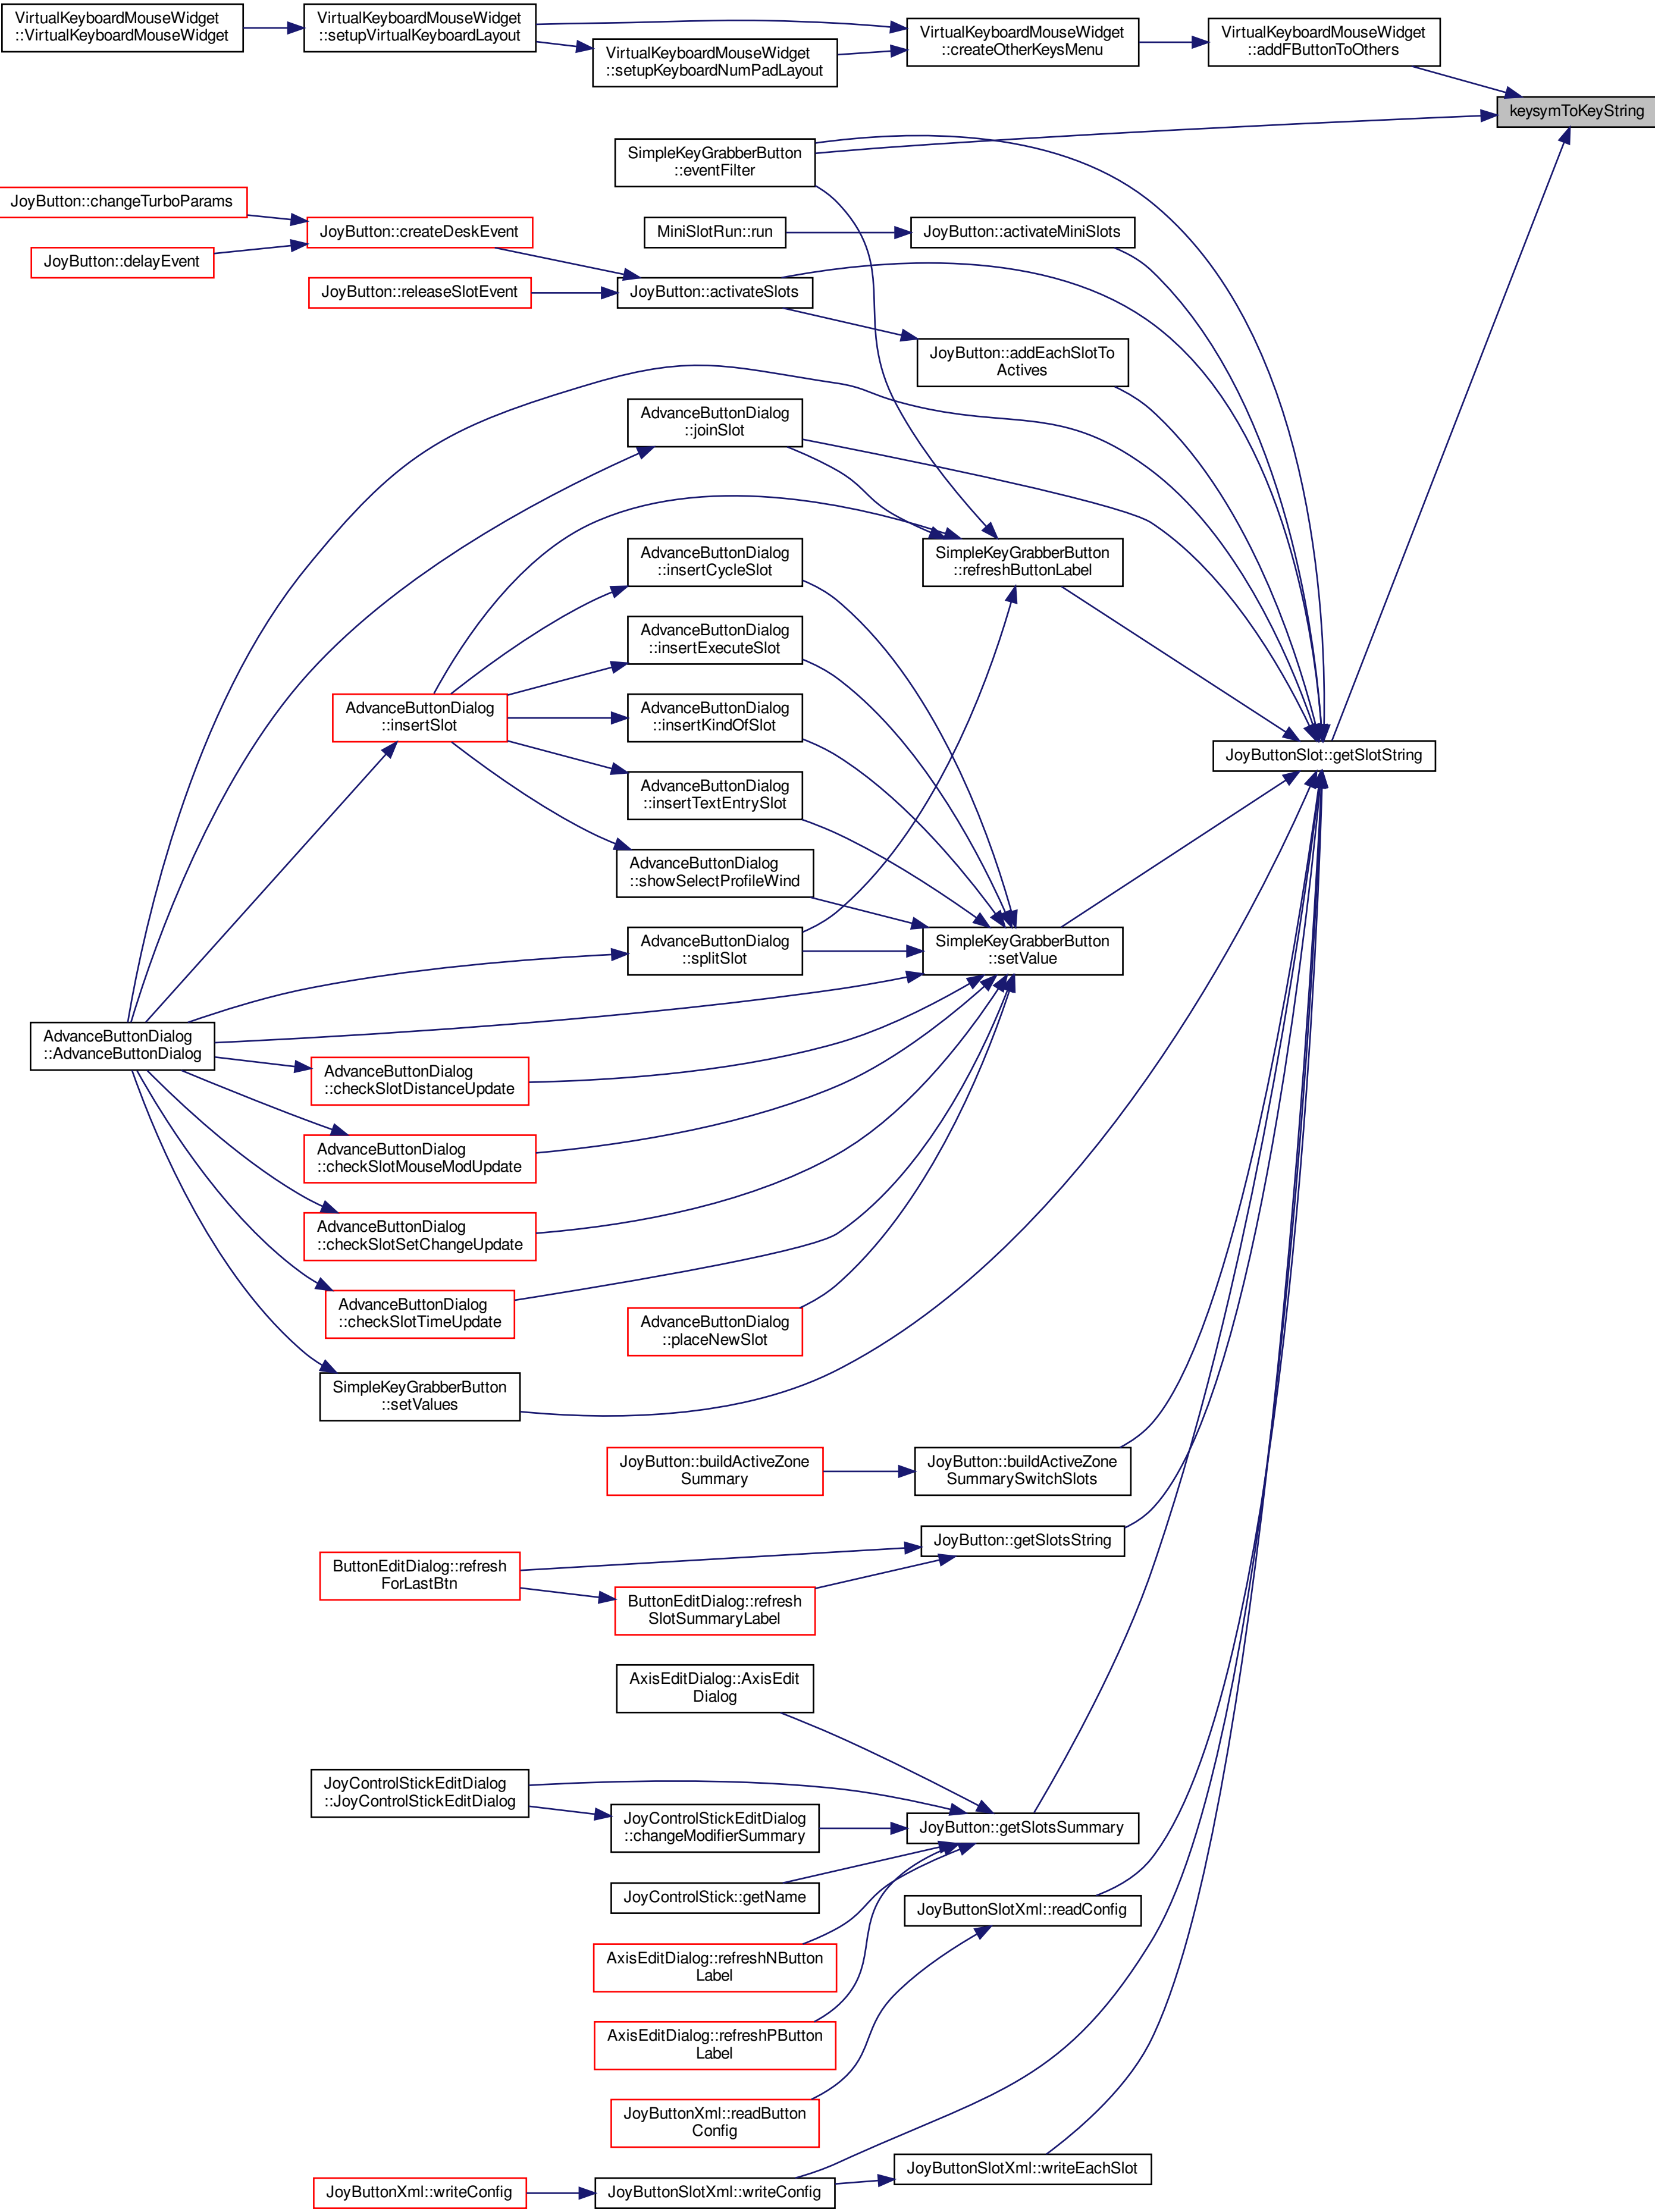 VirtualKeyboardMouseWidget
::VirtualKeyboardMouseWidget
VirtualKeyboardMouseWidget
::setupVirtualKeyboardLayout
VirtualKeyboardMouseWidget
::setupKeyboardNumPadLayout
VirtualKeyboardMouseWidget
::createOtherKeysMenu
VirtualKeyboardMouseWidget
::addFButtonToOthers
keysymToKeyString
SimpleKeyGrabberButton
::eventFilter
JoyButton::changeTurboParams
JoyButton::createDeskEvent
MiniSlotRun::run
JoyButton::activateMiniSlots
JoyButton::delayEvent
JoyButton::releaseSlotEvent
JoyButton::activateSlots
JoyButton::addEachSlotTo
Actives
AdvanceButtonDialog
::joinSlot
SimpleKeyGrabberButton
::refreshButtonLabel
AdvanceButtonDialog
::insertCycleSlot
AdvanceButtonDialog
::insertExecuteSlot
AdvanceButtonDialog
::insertSlot
AdvanceButtonDialog
::insertKindOfSlot
JoyButtonSlot::getSlotString
AdvanceButtonDialog
::insertTextEntrySlot
AdvanceButtonDialog
::showSelectProfileWind
AdvanceButtonDialog
::splitSlot
SimpleKeyGrabberButton
::setValue
AdvanceButtonDialog
::AdvanceButtonDialog
AdvanceButtonDialog
::checkSlotDistanceUpdate
AdvanceButtonDialog
::checkSlotMouseModUpdate
AdvanceButtonDialog
::checkSlotSetChangeUpdate
AdvanceButtonDialog
::checkSlotTimeUpdate
AdvanceButtonDialog
::placeNewSlot
SimpleKeyGrabberButton
::setValues
JoyButton::buildActiveZone
Summary
JoyButton::buildActiveZone
SummarySwitchSlots
JoyButton::getSlotsString
ButtonEditDialog::refresh
ForLastBtn
ButtonEditDialog::refresh
SlotSummaryLabel
AxisEditDialog::AxisEdit
Dialog
JoyControlStickEditDialog
::JoyControlStickEditDialog
JoyControlStickEditDialog
::changeModifierSummary
JoyButton::getSlotsSummary
JoyControlStick::getName
JoyButtonSlotXml::readConfig
AxisEditDialog::refreshNButton
Label
AxisEditDialog::refreshPButton
Label
JoyButtonXml::readButton
Config
JoyButtonSlotXml::writeEachSlot
JoyButtonXml::writeConfig
JoyButtonSlotXml::writeConfig